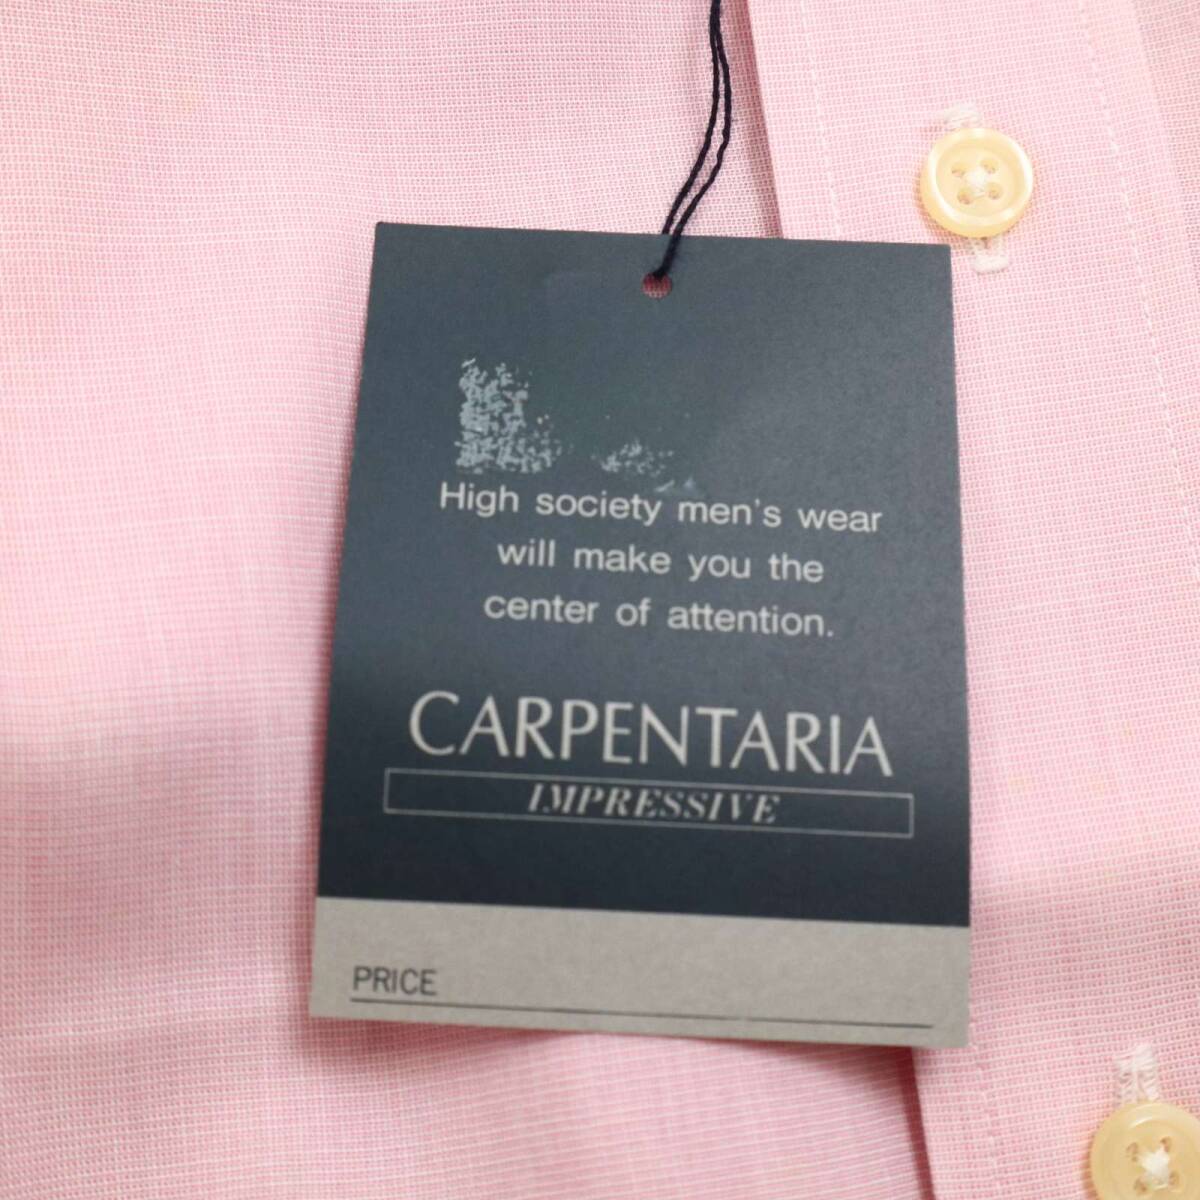 High society men's wear
will make you the
center of attention.
CARPENTARIA
IMPRESSIVE
PRICE